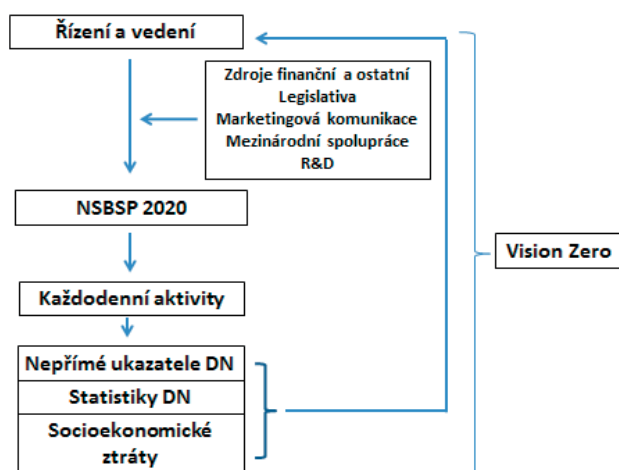 Řízení a vedení
Zdroje finanční a ostatní
Legislativa
Marketingová komunikace
Mezinárodní spolupráce
R&D
NSBSP 2020
Vision Zero
Každodenní aktivity
Nepřímé ukazatele DN
Statistiky DN
Socioekonomické
ztráty